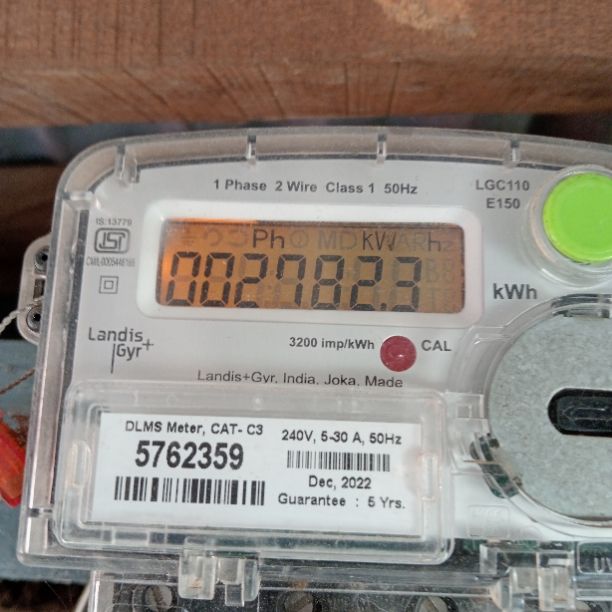 1 Phase 2 Wire Class 1 50Hz
LGC110
E150
IS:13779
ISI
Ph MD kWARhz
002782.3
kWh
3200 imp/kWh
CAL
Landis+
Gyr
Landis+Gyr, India, Joka, Made
DLMS Meter, CAT- C3
5762359
240V, 5-30 A, 50Hz
Dec, 2022
Guarantee : 5 Yrs.